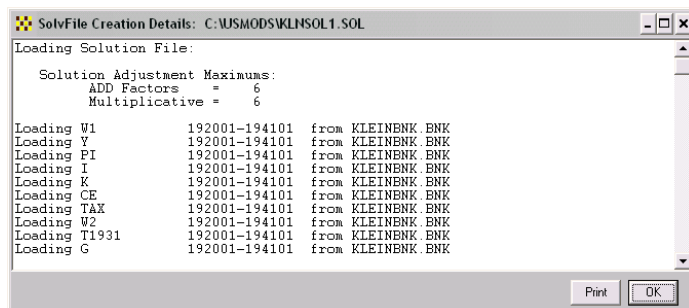 SolvFile Creation Details: C:\USMODS\KLNSOL1.SOL
Loading Solution File:
Solution Adjustment Maximums:
ADD Factors = 6
Multiplicative = 6
Loading W1 192001-194101 from KLEINBNK.BNK
Loading Y 192001-194101 from KLEINBNK.BNK
Loading PI 192001-194101 from KLEINBNK.BNK
Loading I 192001-194101 from KLEINBNK.BNK
Loading K 192001-194101 from KLEINBNK.BNK
Loading CE 192001-194101 from KLEINBNK.BNK
Loading TAX 192001-194101 from KLEINBNK.BNK
Loading W2 192001-194101 from KLEINBNK.BNK
Loading T1931 192001-194101 from KLEINBNK.BNK
Loading G 192001-194101 from KLEINBNK.BNK
Print OK